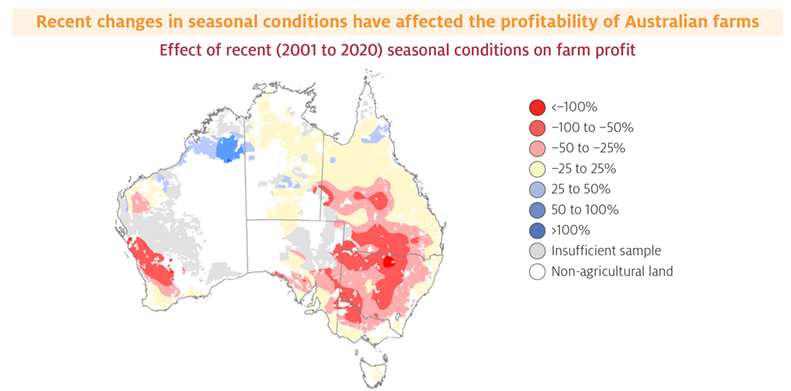 Recent changes in seasonal conditions have affected the profitability of Australian farms
Effect of recent (2001 to 2020) seasonal conditions on farm profit
<−100%
−100 to −50%
−50 to −25%
−25 to 25%
25 to 50%
50 to 100%
>100%
Insufficient sample
Non-agricultural land